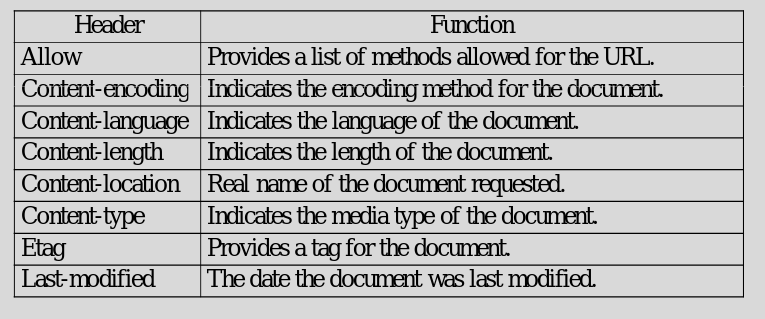 Header Function
Allow Provides a list of methods allowed for the URL.
Content-encoding Indicates the encoding method for the document.
Content-language Indicates the language of the document.
Content-length Indicates the length of the document.
Content-location Real name of the document requested.
Content-type Indicates the media type of the document.
Etag Provides a tag for the document.
Last-modified The date the document was last modified.